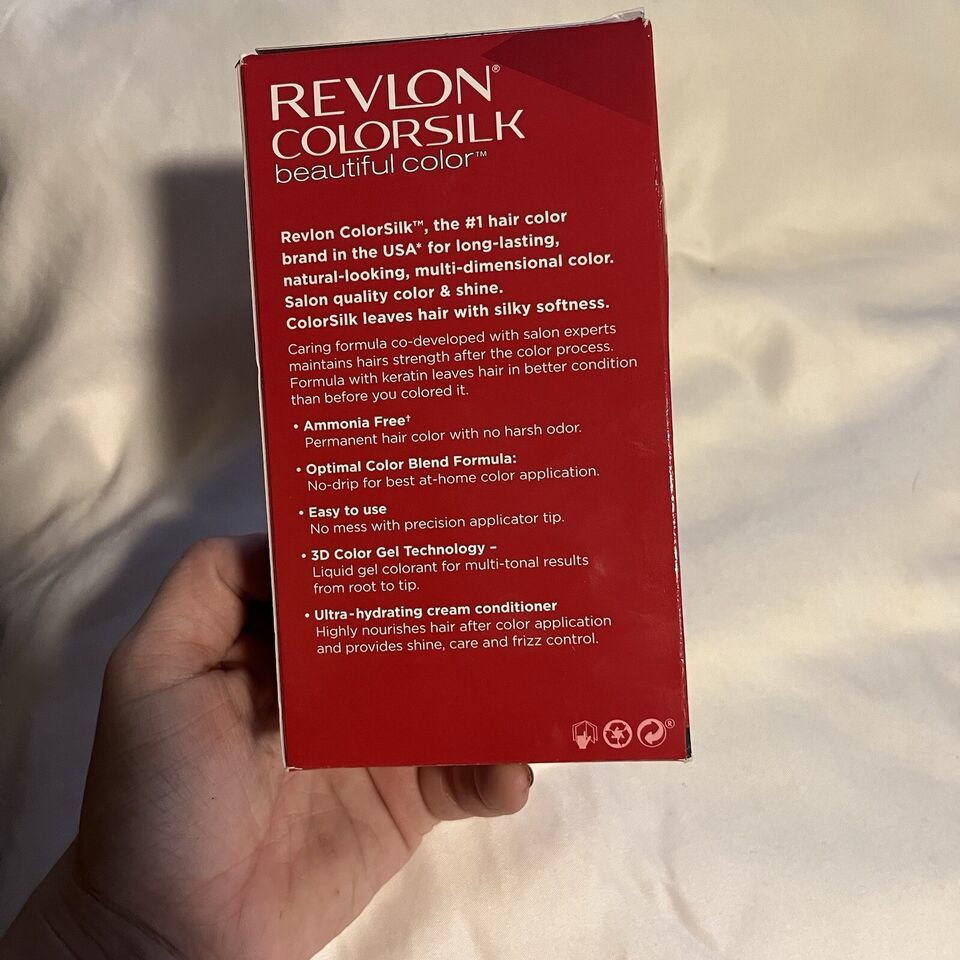 REVLON®
COLORSILK
beautiful color™
Revlon ColorSilk™, the #1 hair color
brand in the USA* for long-lasting,
natural-looking, multi-dimensional color.
Salon quality color & shine.
ColorSilk leaves hair with silky softness.
Caring formula co-developed with salon experts
maintains hairs strength after the color process.
Formula with keratin leaves hair in better condition
than before you colored it.
• Ammonia Free†
Permanent hair color with no harsh odor.
• Optimal Color Blend Formula:
No-drip for best at-home color application.
• Easy to use
No mess with precision applicator tip.
• 3D Color Gel Technology –
Liquid gel colorant for multi-tonal results
from root to tip.
• Ultra-hydrating cream conditioner
Highly nourishes hair after color application
and provides shine, care and frizz control.
®